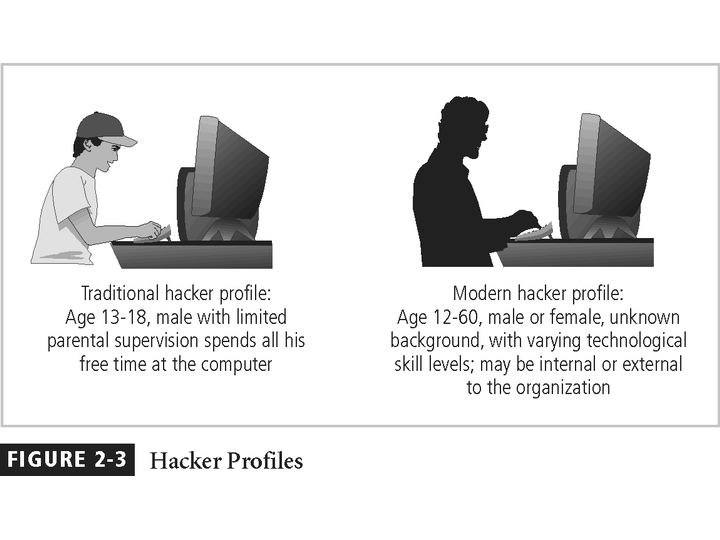 Traditional hacker profile:
Age 13-18, male with limited
parental supervision spends all his
free time at the computer
Modern hacker profile:
Age 12-60, male or female, unknown
background, with varying technological
skill levels; may be internal or external
to the organization
FIGURE 2-3 Hacker Profiles